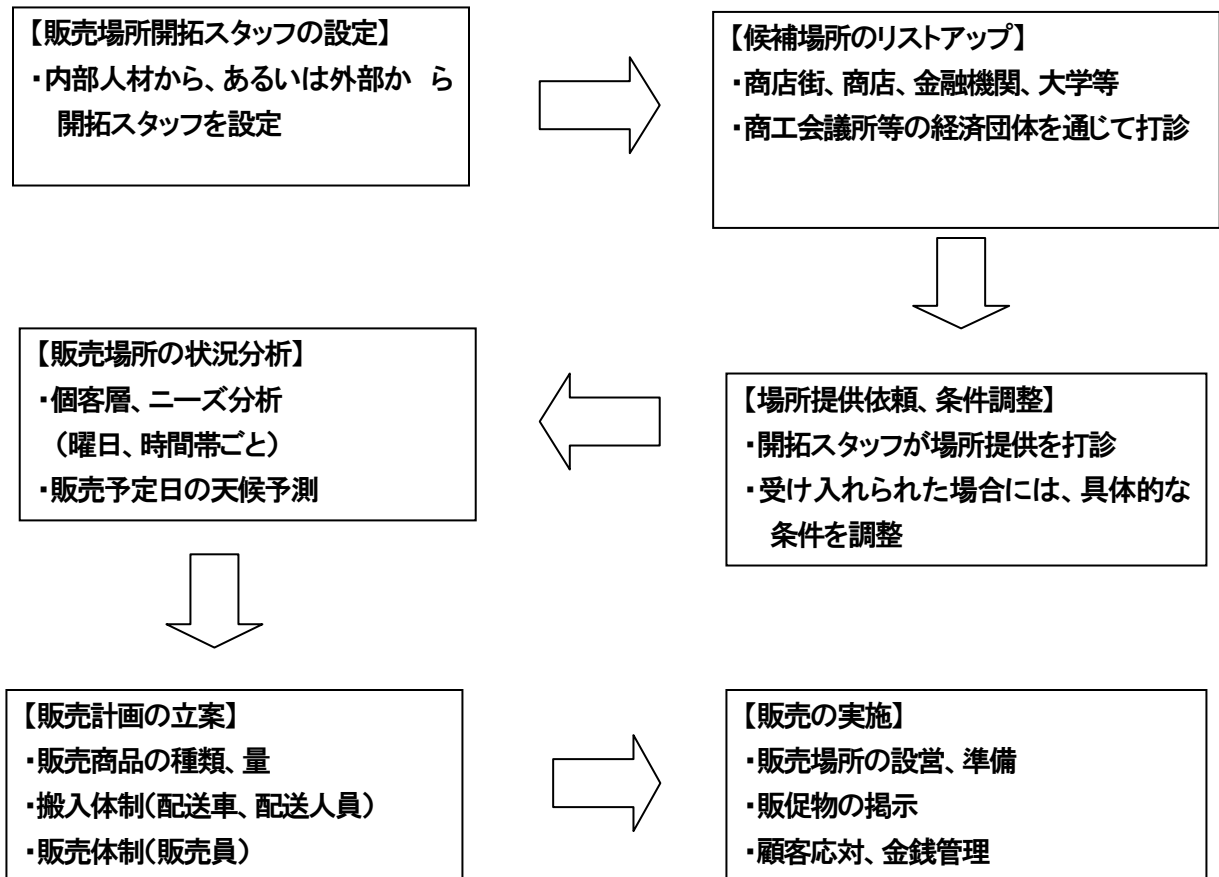 【販売場所開拓スタッフの設定】
・内部人材から、あるいは外部か　ら
開拓スタッフを設定
【候補場所のリストアップ】
・商店街、商店、金融機関、大学等
・商工会議所等の経済団体を通じて打診
【場所提供依頼、条件調整】
・開拓スタッフが場所提供を打診
・受け入れられた場合には、具体的な
条件を調整
【販売場所の状況分析】
・個客層、ニーズ分析
（曜日、時間帯ごと）
・販売予定日の天候予測
【販売計画の立案】
・販売商品の種類、量
・搬入体制（配送車、配送人員）
・販売体制（販売員）
【販売の実施】
・販売場所の設営、準備
・販促物の掲示
・顧客応対、金銭管理